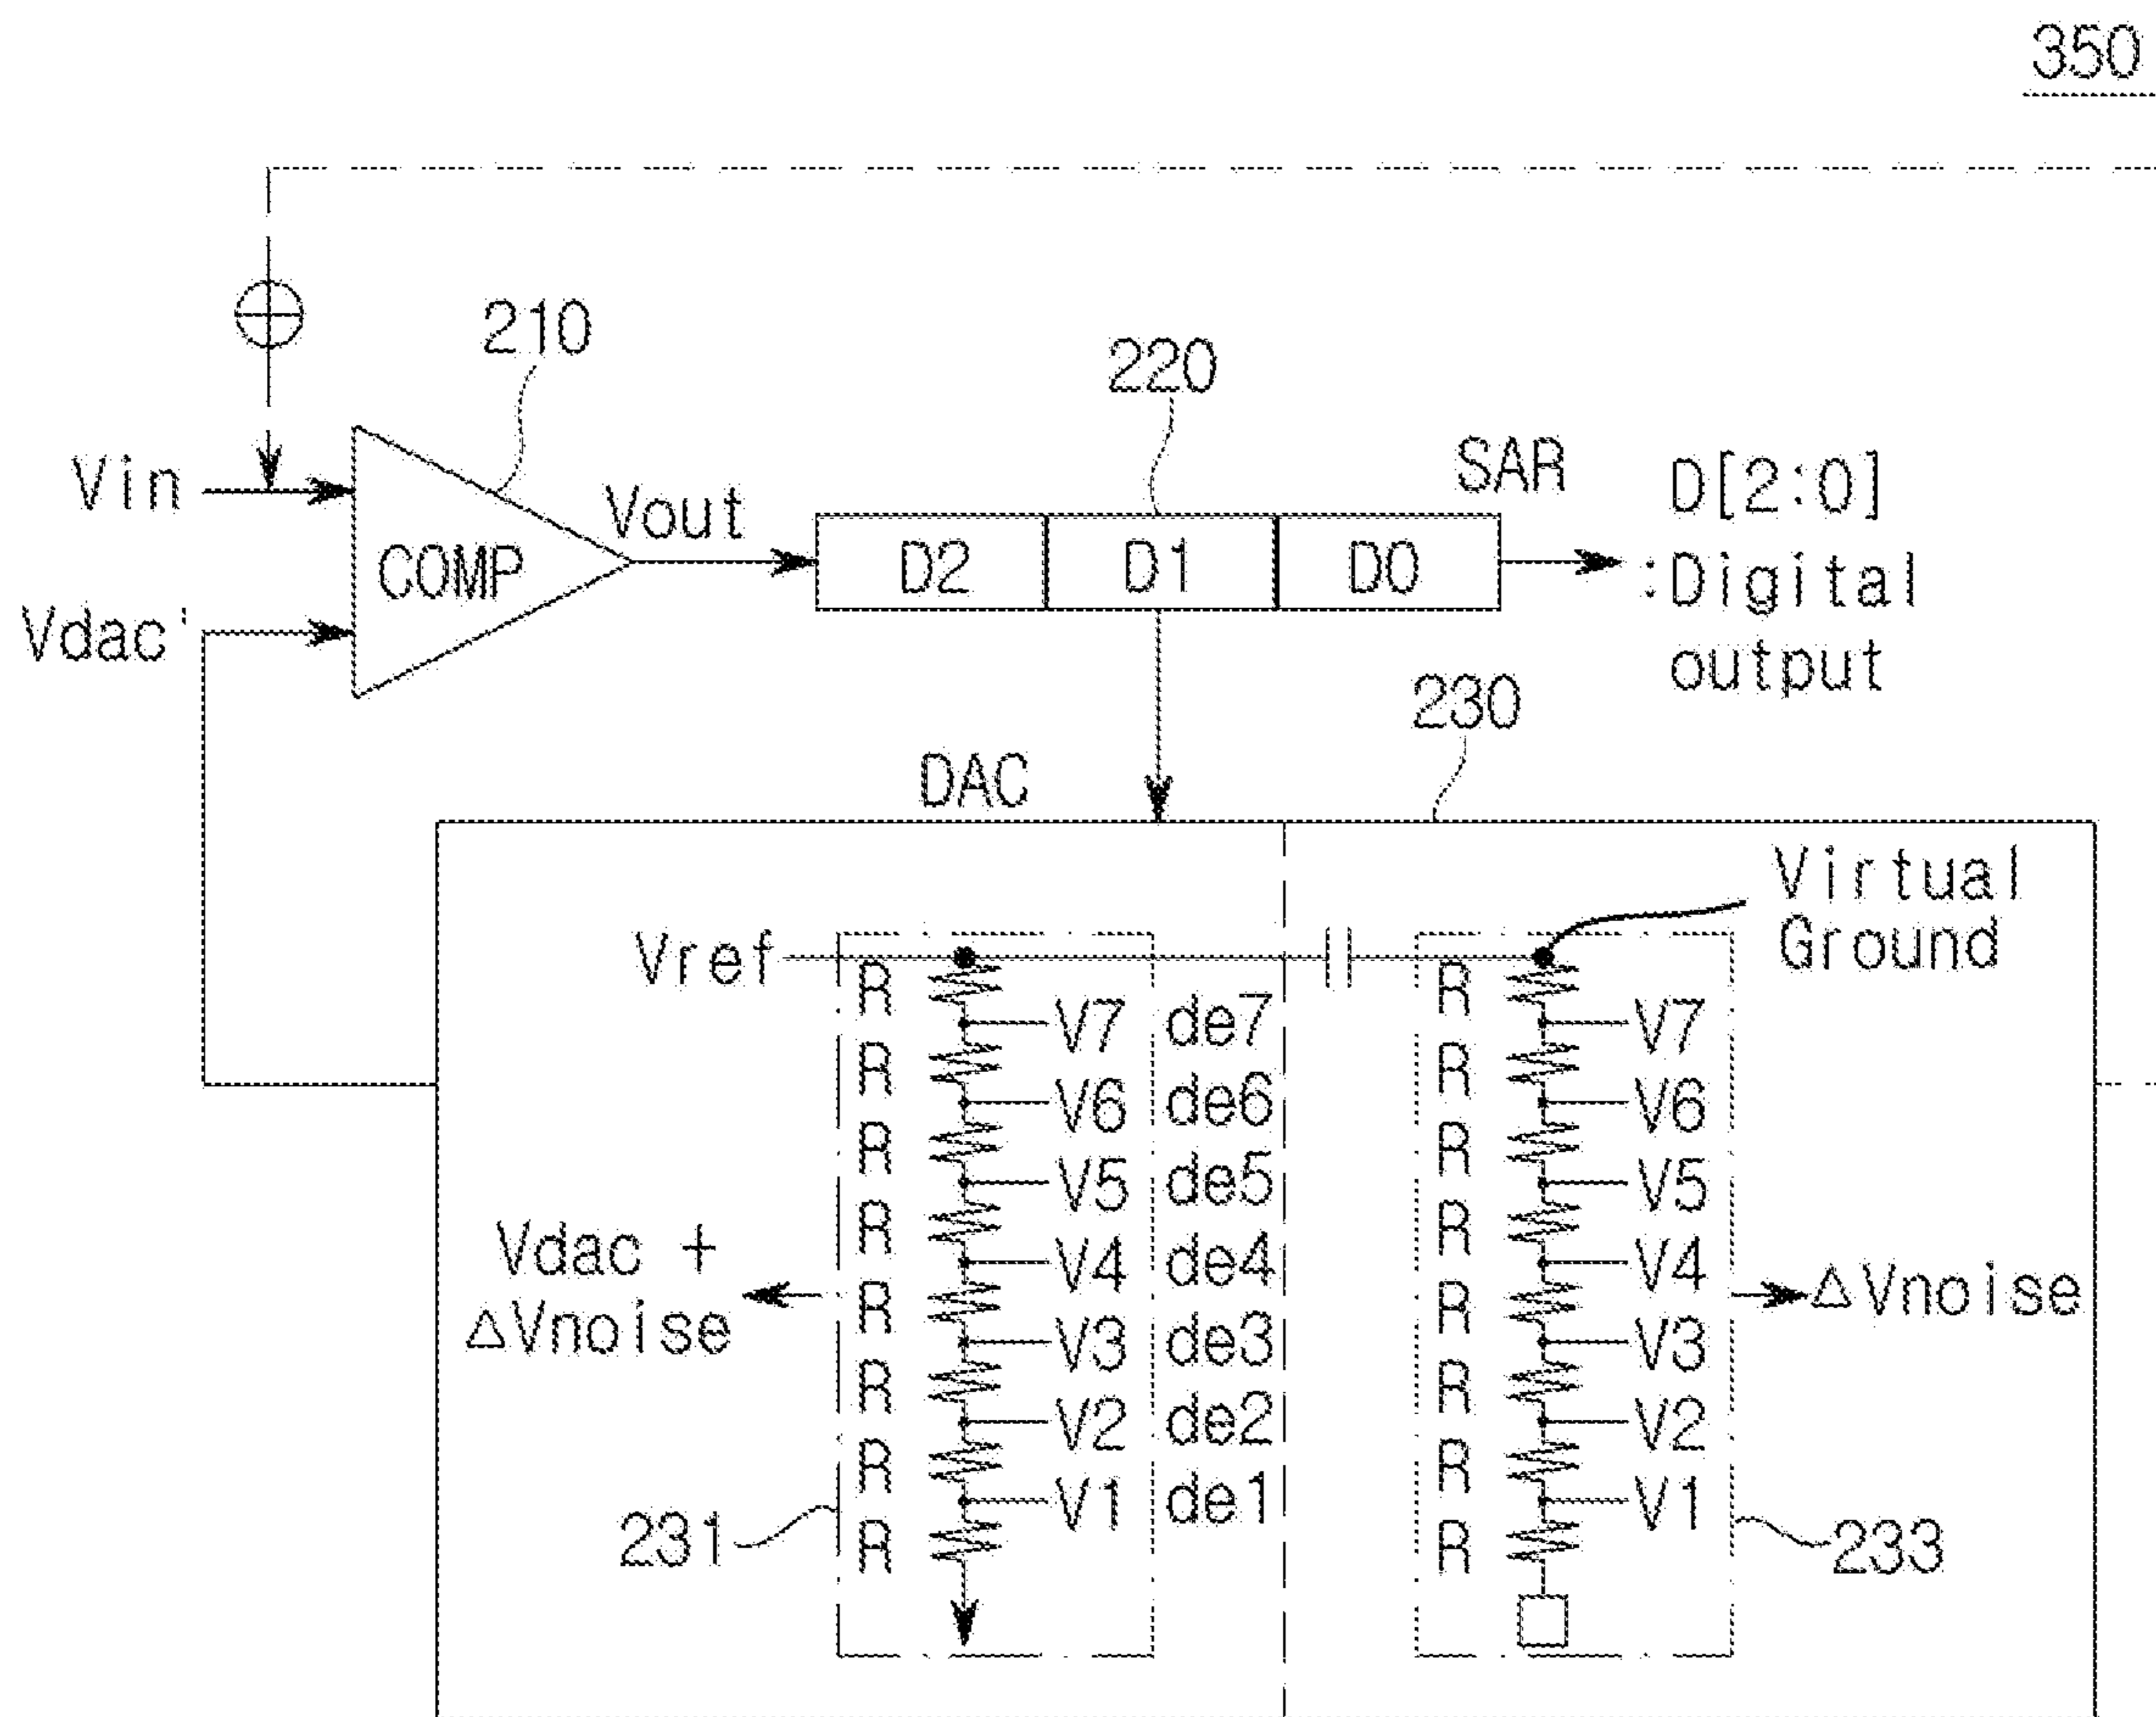 350
210
220
Vin
Vdac'
COMP
Vout
D2 D1 D0
SAR
D[2:0]
:Digital
output
230
DAC
Virtual
Ground
Vref
R
R
R
R
R
R
R
R
V7
V6
V5
V4
V3
V2
V1
de7
de6
de5
de4
de3
de2
de1
R
R
R
R
R
R
R
R
V7
V6
V5
V4
V3
V2
V1
Vdac +
ΔVnoise
ΔVnoise
231
233